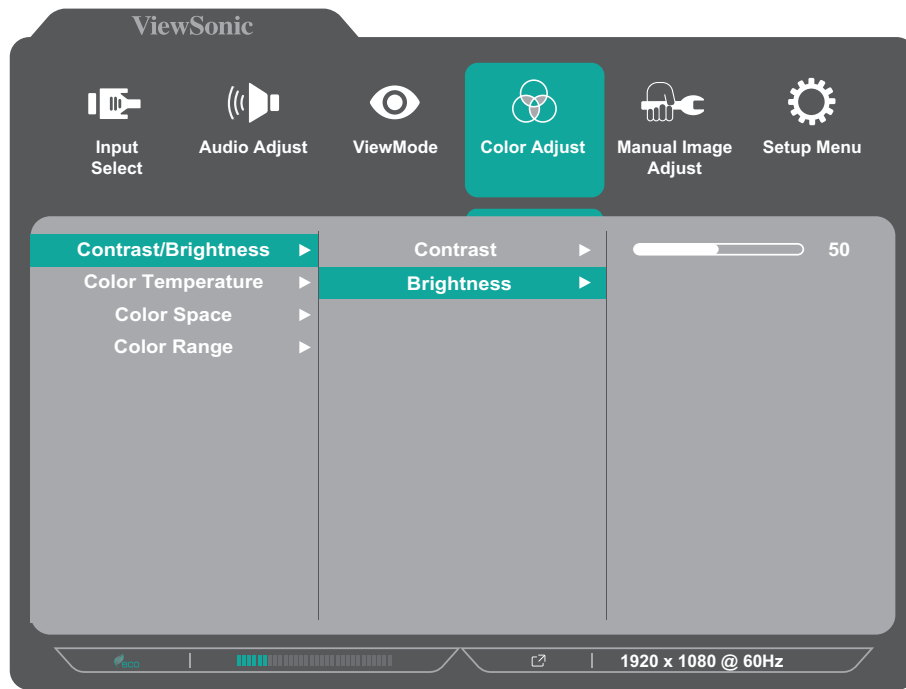 ViewSonic
Input
Select
Audio Adjust
ViewMode
Color Adjust
Manual Image
Adjust
Setup Menu
Contrast/Brightness
Contrast
50
Color Temperature
Brightness
Color Space
Color Range
eco
1920 x 1080 @ 60Hz